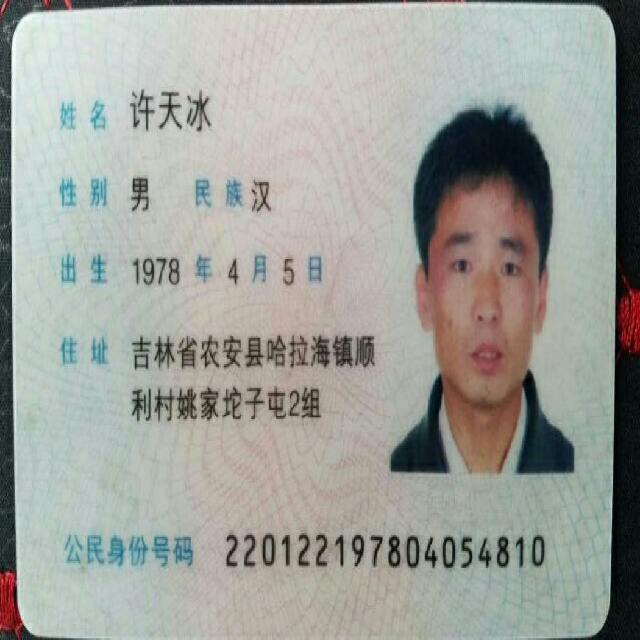 姓名 许天冰
性别 男 民族 汉
出生 1978 年 4 月 5 日
住址 吉林省农安县哈拉海镇顺
利村姚家坨子屯2组
公民身份号码 220122197804054810